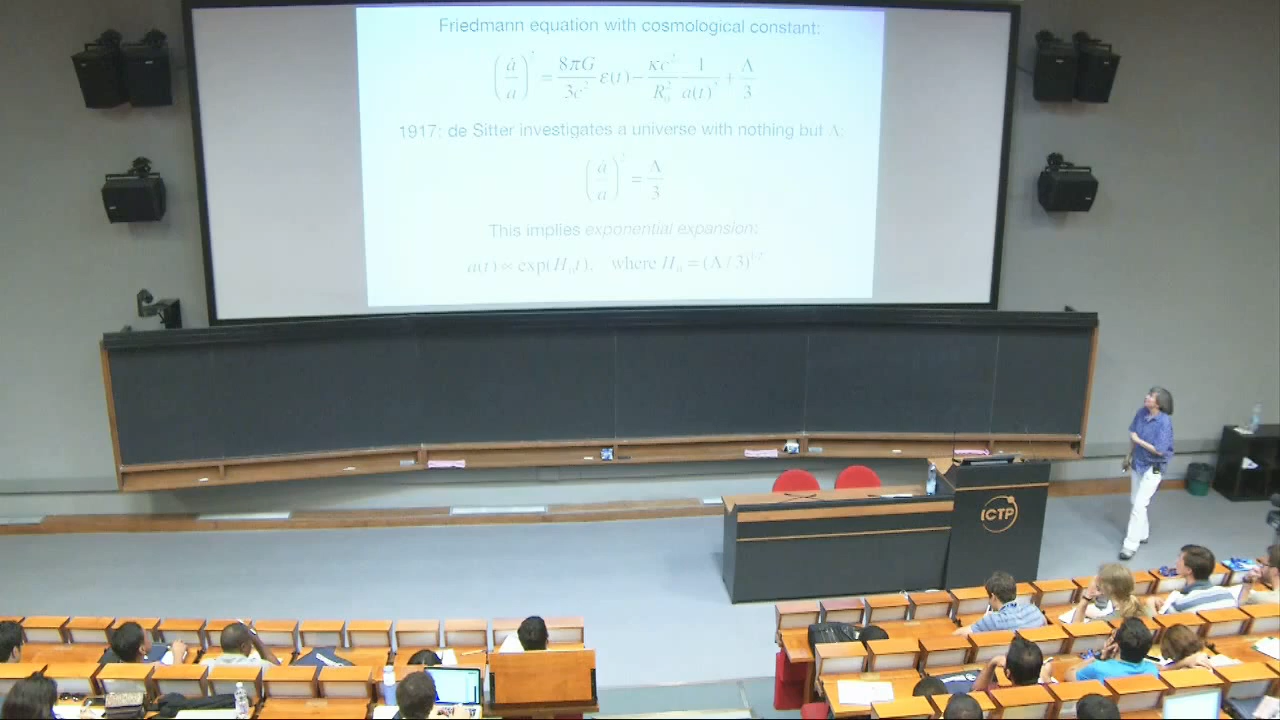 Friedmann equation with cosmological constant:
(ȧ/a)² = 8πG/3c² ε(t) − κc²/R₀² 1/a(t)² + Λ/3
1917: de Sitter investigates a universe with nothing but Λ:
(ȧ/a)² = Λ/3
This implies exponential expansion:
a(t) ∝ exp(H₀t), where H₀ = (Λ / 3)^1/2
ICTP